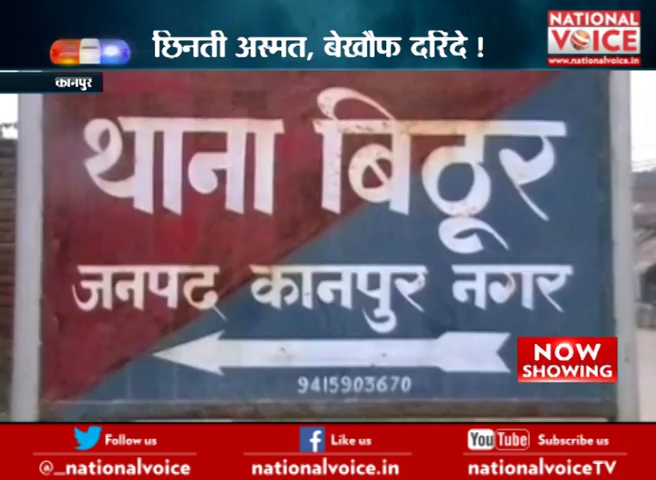 छिनती अस्मत, बेखौफ दरिंदे !
NATIONAL
VOICE
www.nationalvoice.in
कानपुर
थाना बिठूर
जनपद कानपुर नगर
9415903670
NOW
SHOWING
Follow us
@_nationalvoice
Like us
nationalvoice.in
YouTube Subscribe us
nationalvoiceTV